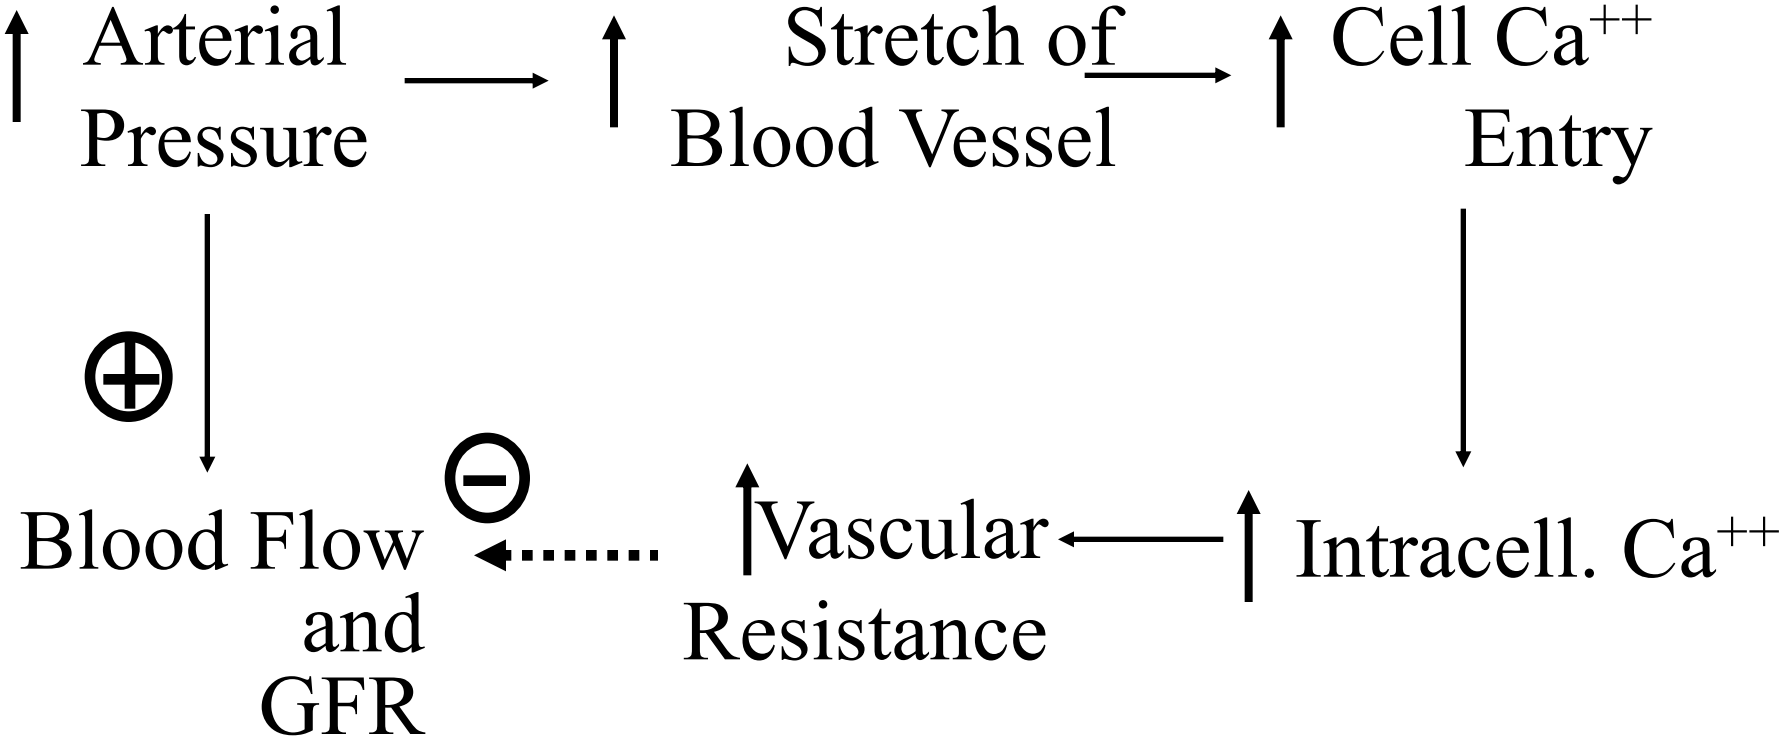 Arterial
Pressure
Stretch of
Blood Vessel
Cell Ca⁺⁺
Entry
Blood Flow
and
GFR
Vascular
Resistance
Intracell. Ca⁺⁺